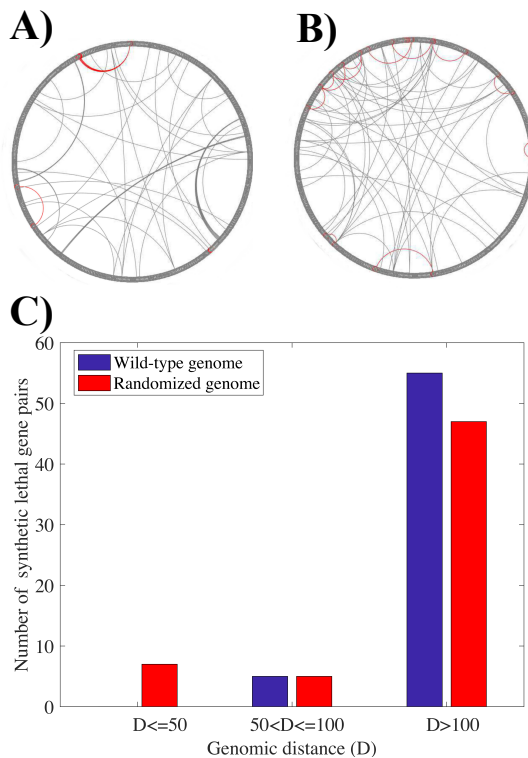 A)
B)
C)
60
50
40
30
20
10
0
Number of synthetic lethal gene pairs
Wild-type genome
Randomized genome
D<=50
50<D<=100
D>100
Genomic distance (D)